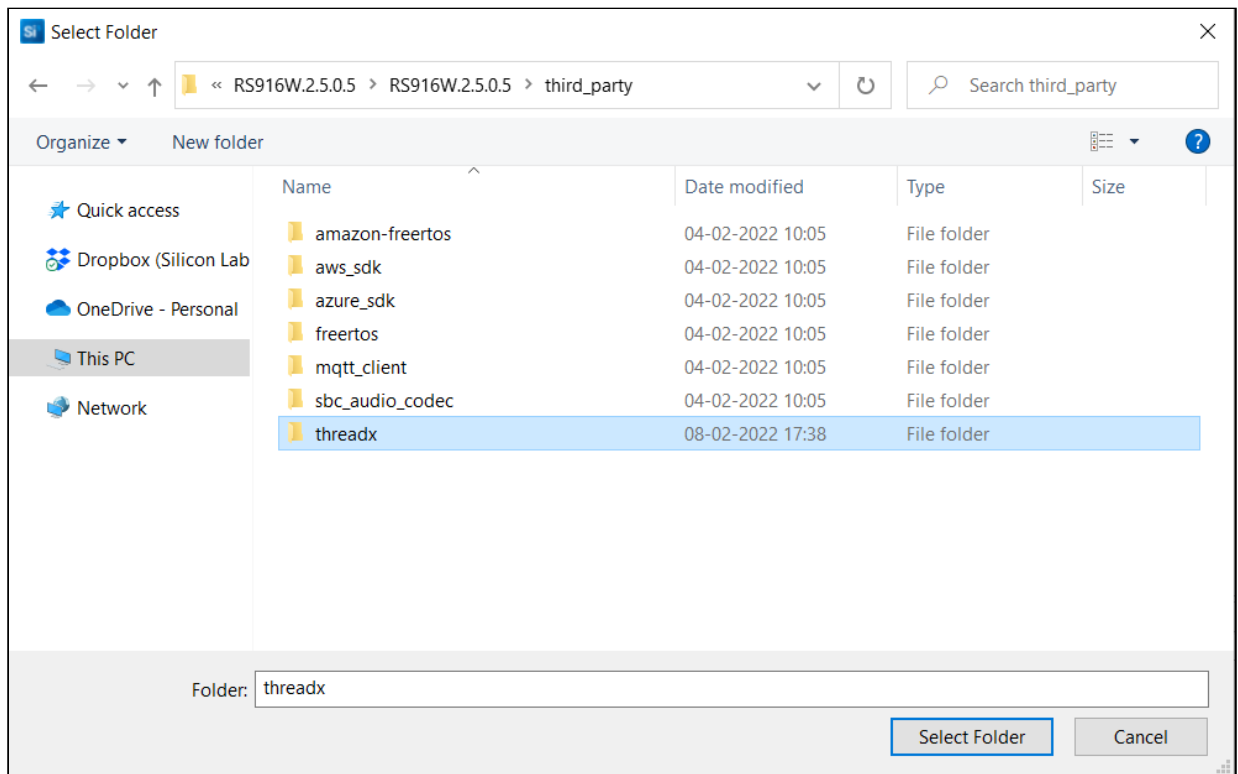 Si Select Folder
« RS916W.2.5.0.5 > RS916W.2.5.0.5 > third_party Search third_party
Organize New folder ?
Name Date modified Type Size
Quick access
Dropbox (Silicon Lab
OneDrive - Personal
This PC
Network
amazon-freertos 04-02-2022 10:05 File folder
aws_sdk 04-02-2022 10:05 File folder
azure_sdk 04-02-2022 10:05 File folder
freertos 04-02-2022 10:05 File folder
mqtt_client 04-02-2022 10:05 File folder
sbc_audio_codec 04-02-2022 10:05 File folder
threadx 08-02-2022 17:38 File folder
Folder: threadx
Select Folder Cancel